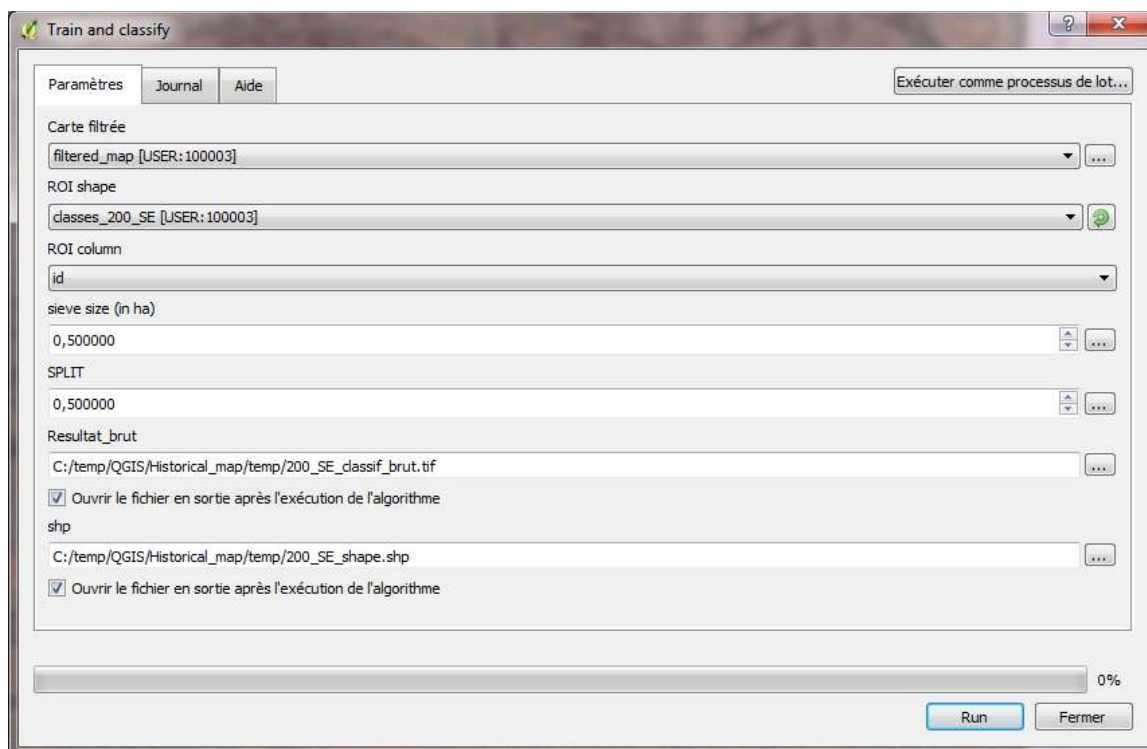 Train and classify
Paramètres Journal Aide Exécuter comme processus de lot...
Carte filtrée
filtered_map [USER:100003] ...
ROI shape
classes_200_SE [USER:100003]
ROI column
id
sieve size (in ha)
0,500000 ...
SPLIT
0,500000 ...
Resultat_brut
C:/temp/QGIS/Historical_map/temp/200_SE_classif_brut.tif ...
Ouvrir le fichier en sortie après l'exécution de l'algorithme
shp
C:/temp/QGIS/Historical_map/temp/200_SE_shape.shp ...
Ouvrir le fichier en sortie après l'exécution de l'algorithme
0%
Run Fermer